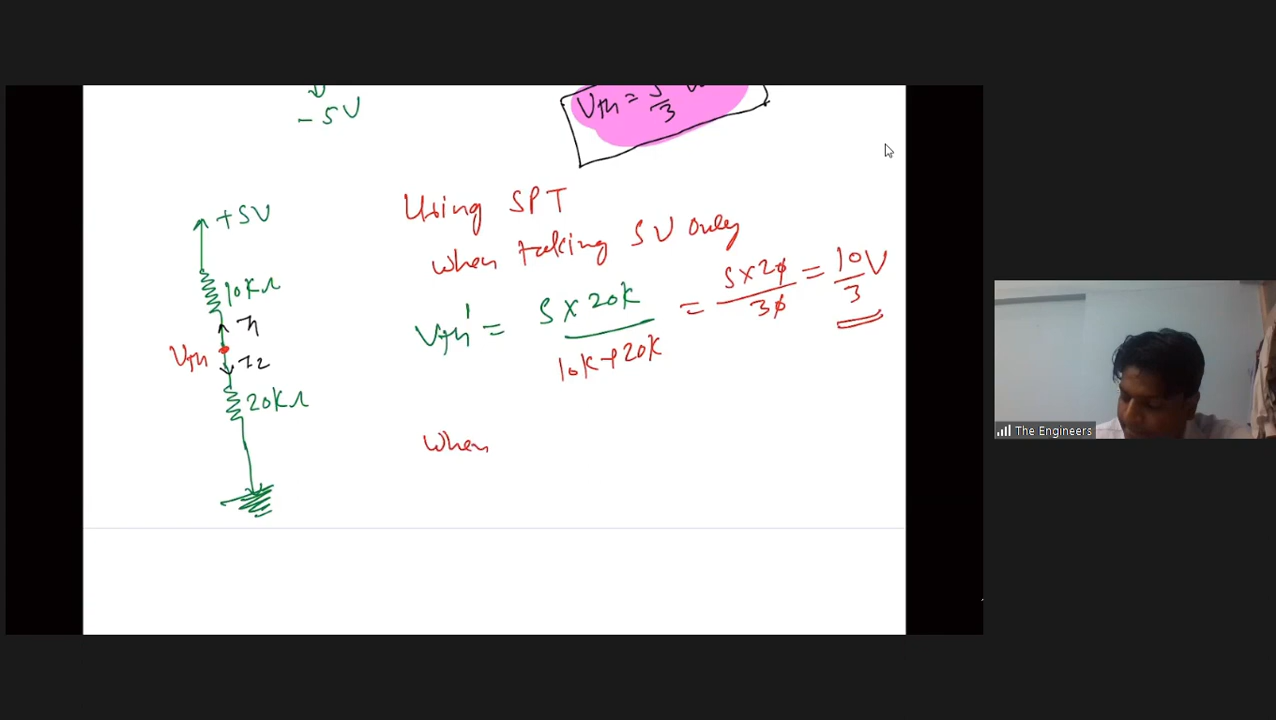 - 5V
Vth = 5/3
+5V
Using SPT
when taking 5V only
10KΩ
Vth' = 5 x 20K / 10K+20K = 5x20 / 30 = 10V / 3
I1
Vth
I2
20KΩ
when
The Engineers